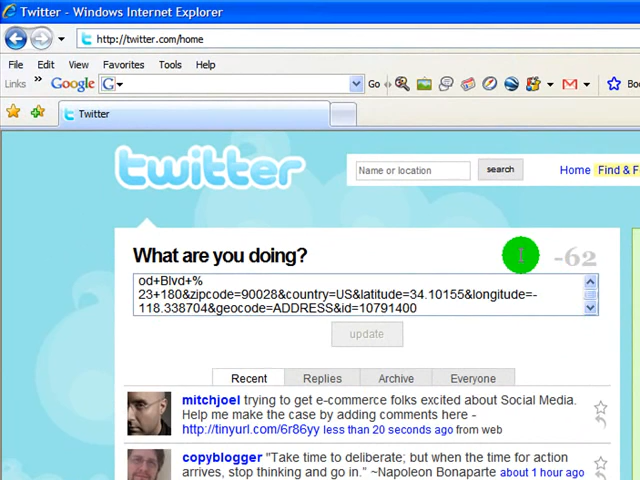 Twitter - Windows Internet Explorer
http://twitter.com/home
File Edit View Favorites Tools Help
Links » Google G Go Boo
Twitter
twitter
Name or location search Home Find & F
What are you doing? -62
od+Blvd+%
23+180&zipcode=90028&country=US&latitude=34.10155&longitude=-
118.338704&geocode=ADDRESS&id=10791400
update
Recent Replies Archive Everyone
mitchjoel trying to get e-commerce folks excited about Social Media.
Help me make the case by adding comments here -
http://tinyurl.com/6r86yy less than 20 seconds ago from web
copyblogger "Take time to deliberate; but when the time for action
arrives, stop thinking and go in." ~Napoleon Bonaparte about 1 hour ago